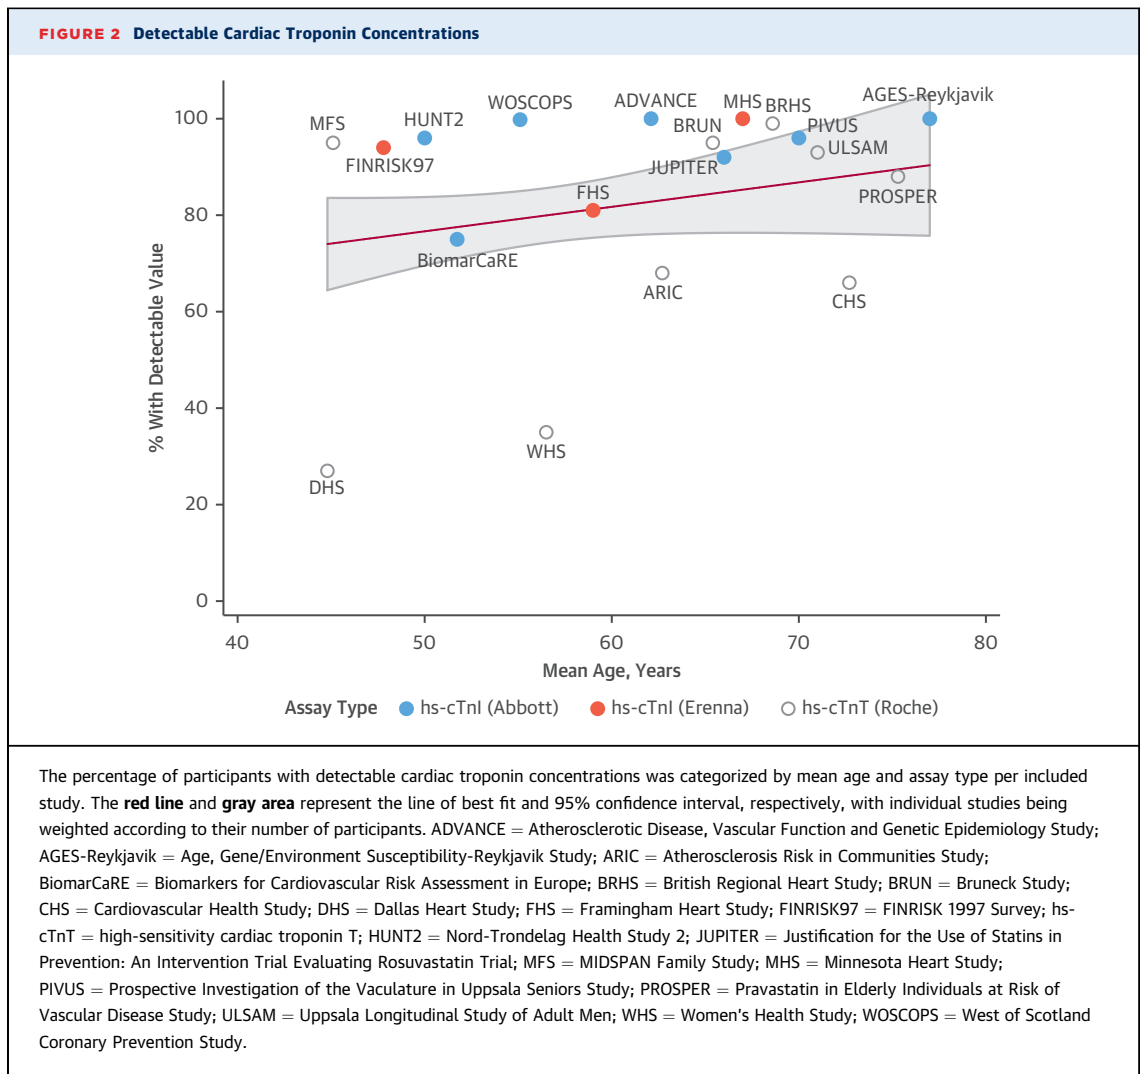 FIGURE 2 Detectable Cardiac Troponin Concentrations
100
80
60
40
20
0
% With Detectable Value
MFS
FINRISK97
HUNT2
WOSCOPS
ADVANCE
BRUN
MHS
BRHS
AGES-Reykjavik
PIVUS
ULSAM
JUPITER
PROSPER
FHS
BiomarCaRE
ARIC
CHS
WHS
DHS
40 50 60 70 80
Mean Age, Years
Assay Type hs-cTnI (Abbott) hs-cTnI (Erenna) hs-cTnT (Roche)
The percentage of participants with detectable cardiac troponin concentrations was categorized by mean age and assay type per included
study. The red line and gray area represent the line of best fit and 95% confidence interval, respectively, with individual studies being
weighted according to their number of participants. ADVANCE = Atherosclerotic Disease, Vascular Function and Genetic Epidemiology Study;
AGES-Reykjavik = Age, Gene/Environment Susceptibility-Reykjavik Study; ARIC = Atherosclerosis Risk in Communities Study;
BiomarCaRE = Biomarkers for Cardiovascular Risk Assessment in Europe; BRHS = British Regional Heart Study; BRUN = Bruneck Study;
CHS = Cardiovascular Health Study; DHS = Dallas Heart Study; FHS = Framingham Heart Study; FINRISK97 = FINRISK 1997 Survey; hs-
cTnT = high-sensitivity cardiac troponin T; HUNT2 = Nord-Trondelag Health Study 2; JUPITER = Justification for the Use of Statins in
Prevention: An Intervention Trial Evaluating Rosuvastatin Trial; MFS = MIDSPAN Family Study; MHS = Minnesota Heart Study;
PIVUS = Prospective Investigation of the Vaculature in Uppsala Seniors Study; PROSPER = Pravastatin in Elderly Individuals at Risk of
Vascular Disease Study; ULSAM = Uppsala Longitudinal Study of Adult Men; WHS = Women's Health Study; WOSCOPS = West of Scotland
Coronary Prevention Study.